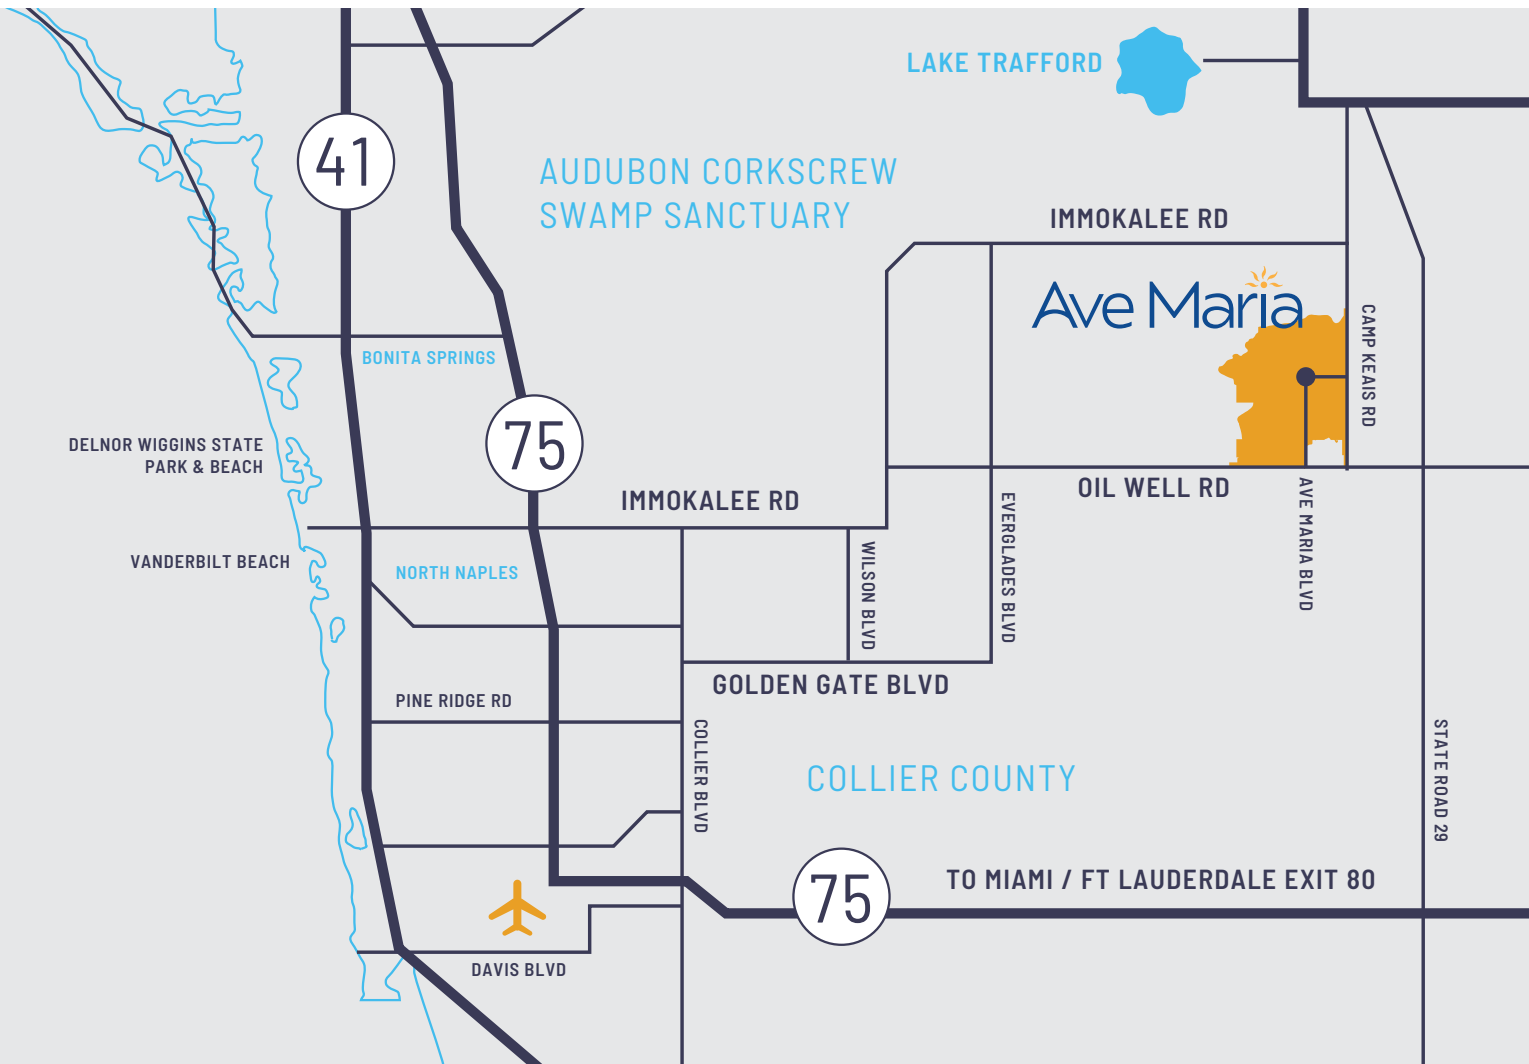 LAKE TRAFFORD
41
AUDUBON CORKSCREW
SWAMP SANCTUARY
IMMOKALEE RD
Ave Maria
CAMP KEAIS RD
BONITA SPRINGS
DELNOR WIGGINS STATE
PARK & BEACH
75
IMMOKALEE RD
OIL WELL RD
AVE MARIA BLVD
EVERGLADES BLVD
WILSON BLVD
VANDERBILT BEACH
NORTH NAPLES
GOLDEN GATE BLVD
PINE RIDGE RD
COLLIER BLVD
COLLIER COUNTY
STATE ROAD 29
75
TO MIAMI / FT LAUDERDALE EXIT 80
DAVIS BLVD